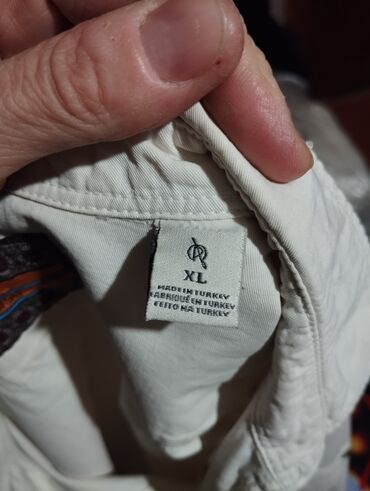 XL
MADE IN TURKEY
FABRIQUÉ EN TURKEY
FEITO NA TURKEY